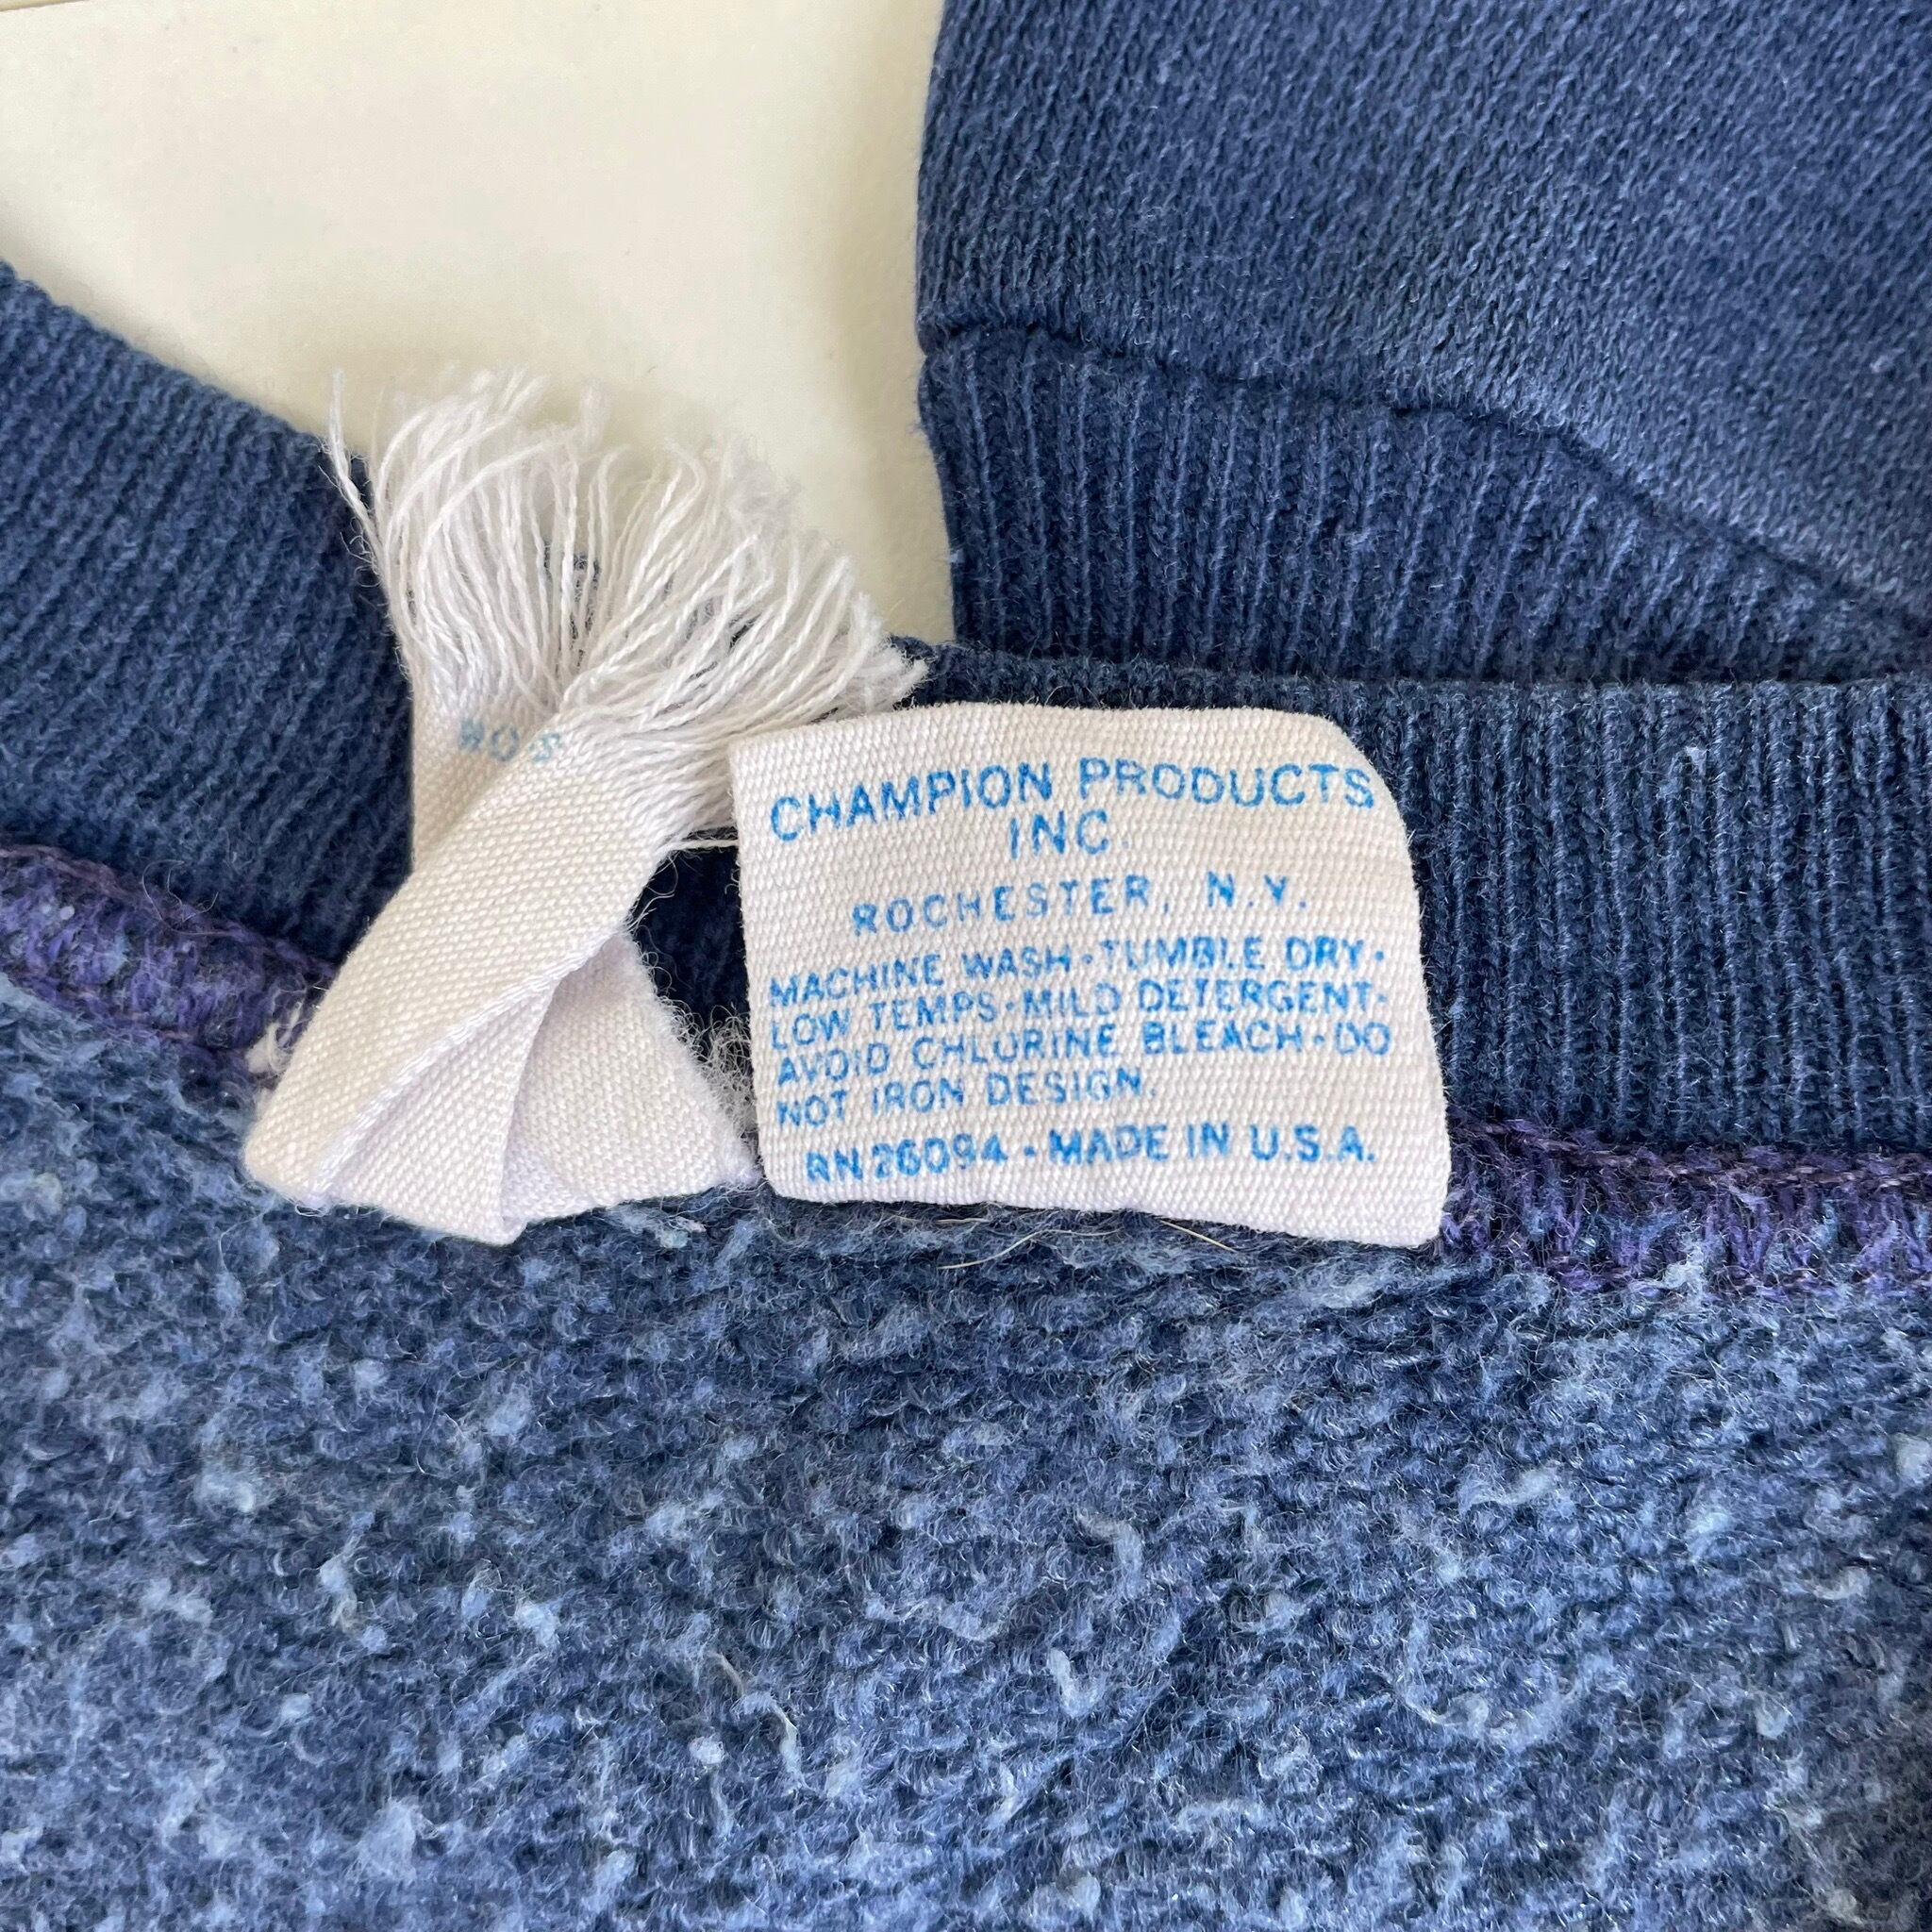 CHAMPION PRODUCTS
INC.
ROCHESTER, N.Y.
MACHINE WASH•TUMBLE DRY•
LOW TEMPS•MILD DETERGENT•
AVOID CHLORINE BLEACH•DO
NOT IRON DESIGN.
RN26094 • MADE IN U.S.A.